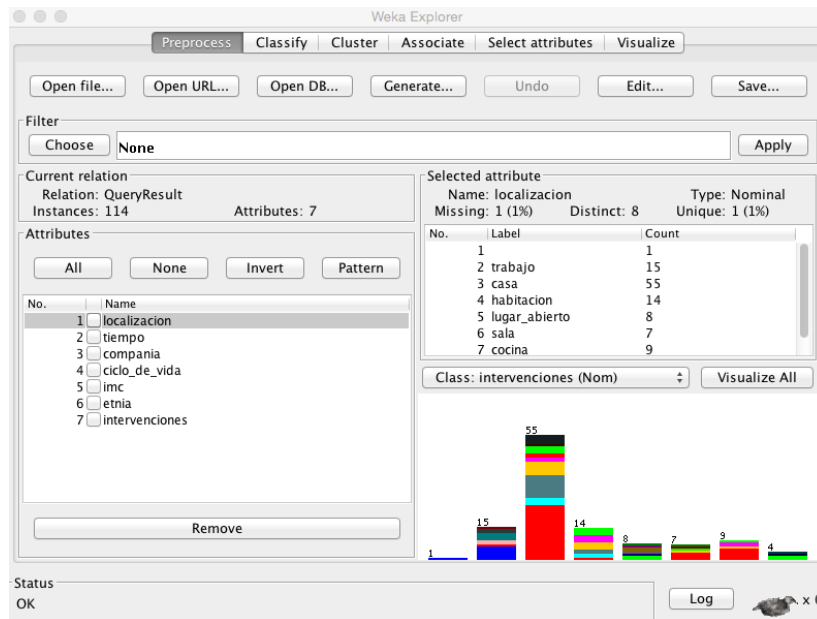 Weka Explorer
Preprocess Classify Cluster Associate Select attributes Visualize
Open file... Open URL... Open DB... Generate... Undo Edit... Save...
Filter
Choose None Apply
Current relation
Relation: QueryResult
Instances: 114 Attributes: 7
Selected attribute
Name: localizacion Type: Nominal
Missing: 1 (1%) Distinct: 8 Unique: 1 (1%)
Attributes
All None Invert Pattern
No. Name
1 localizacion
2 tiempo
3 compania
4 ciclo_de_vida
5 imc
6 etnia
7 intervenciones
Remove
No. Label Count
1 1
2 trabajo 15
3 casa 55
4 habitacion 14
5 lugar_abierto 8
6 sala 7
7 cocina 9
Class: intervenciones (Nom) Visualize All
1 15 55 14 8 7 9 4
Status
OK
Log x